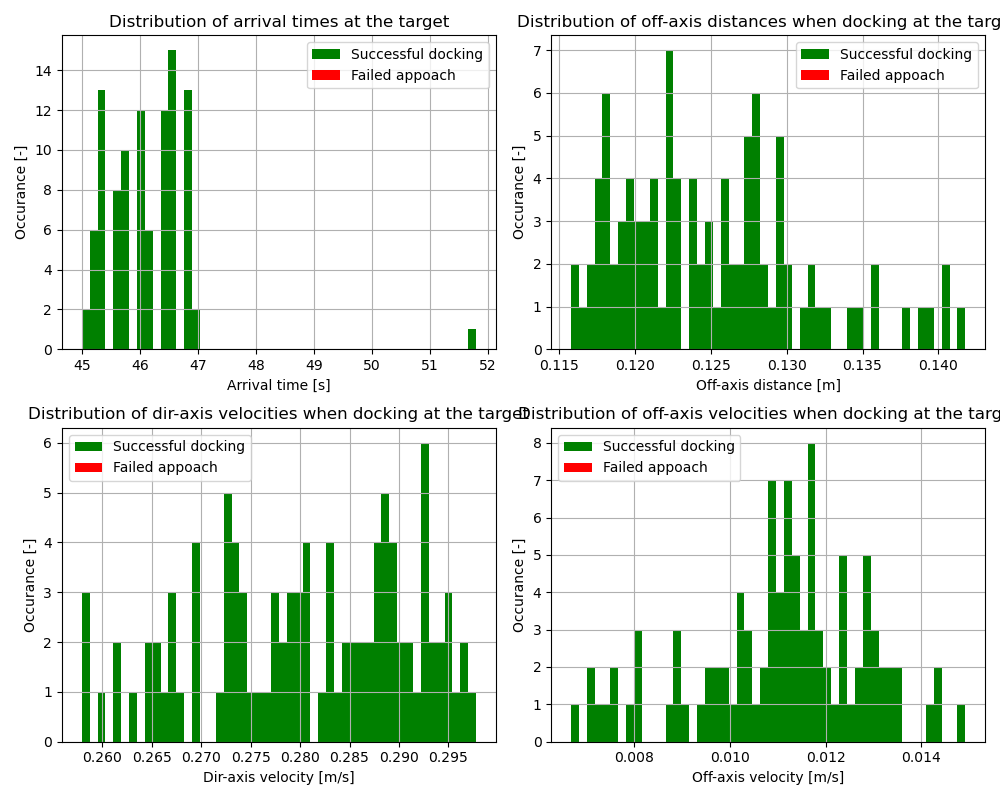 Distribution of arrival times at the target
Successful docking
Failed appoach
Occurance [-]
14
12
10
8
6
4
2
0
45 46 47 48 49 50 51 52
Arrival time [s]
Distribution of off-axis distances when docking at the targ
Successful docking
Failed appoach
Occurance [-]
7
6
5
4
3
2
1
0
0.115 0.120 0.125 0.130 0.135 0.140
Off-axis distance [m]
Distribution of dir-axis velocities when docking at the target
Successful docking
Failed appoach
Occurance [-]
6
5
4
3
2
1
0
0.260 0.265 0.270 0.275 0.280 0.285 0.290 0.295
Dir-axis velocity [m/s]
Distribution of off-axis velocities when docking at the targ
Successful docking
Failed appoach
Occurance [-]
8
7
6
5
4
3
2
1
0
0.008 0.010 0.012 0.014
Off-axis velocity [m/s]